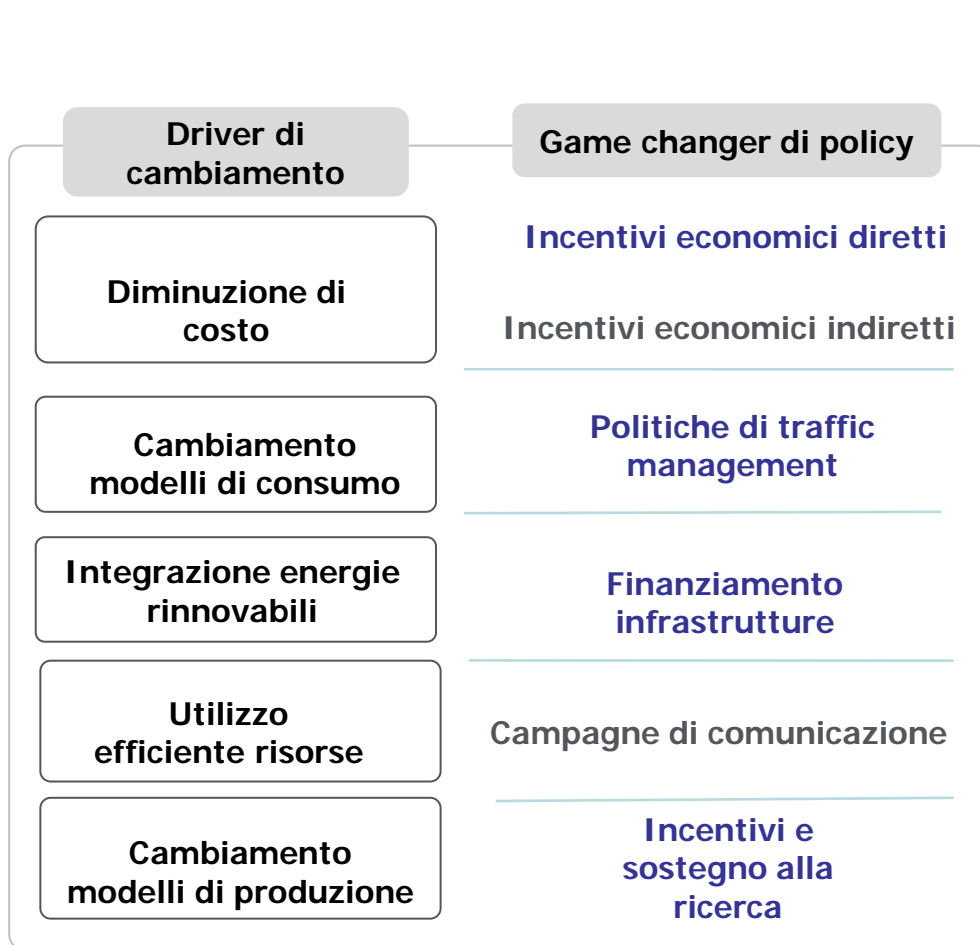 Driver di
cambiamento
Game changer di policy
Diminuzione di
costo
Incentivi economici diretti
Incentivi economici indiretti
Cambiamento
modelli di consumo
Politiche di traffic
management
Integrazione energie
rinnovabili
Finanziamento
infrastrutture
Utilizzo
efficiente risorse
Campagne di comunicazione
Cambiamento
modelli di produzione
Incentivi e
sostegno alla
ricerca